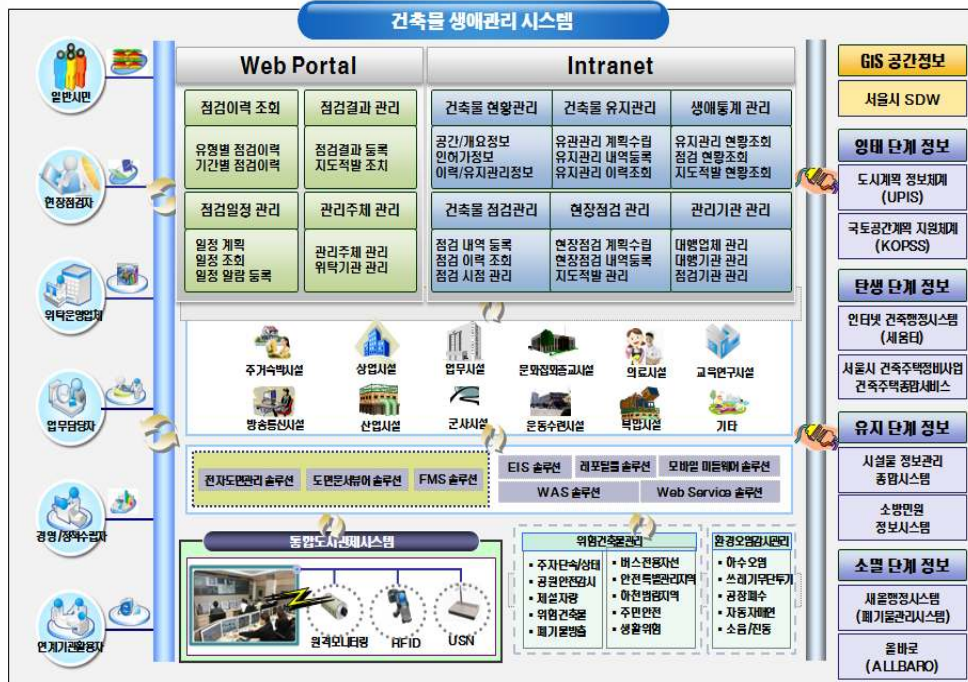 건축물 생애관리 시스템
Web Portal
Intranet
일반시민
현장점검자
위탁운영업체
업무담당자
경영/정책수립자
연계기관활용자
점검이력 조회
유형별 점검이력
기간별 점검이력
점검결과 관리
점검결과 등록
지도적발 조치
점검일정 관리
일정 계획
일정 조회
일정 알람 등록
관리주체 관리
관리주체 관리
위탁기관 관리
건축물 현황관리
공간/개요정보
인허가정보
이력/유지관리정보
건축물 유지관리
유관관리 계획수립
유지관리 내역등록
유지관리 이력조회
생애통계 관리
유지관리 현황조회
점검 현황조회
지도적발 현황조회
건축물 점검관리
점검 내역 등록
점검 이력 조회
점검 시점 관리
현장점검 관리
현장점검 계획수립
현장점검 내역등록
지도적발 관리
관리기관 관리
대행업체 관리
대행기관 관리
점검기관 관리
주거숙박시설
상업시설
업무시설
문화집회종교시설
의료시설
교육연구시설
방송통신시설
산업시설
군사시설
운동수련시설
복합시설
기타
전자도면관리 솔루션
도면문서뷰어 솔루션
FMS 솔루션
EIS 솔루션
레포팅툴 솔루션
모바일 미들웨어 솔루션
WAS 솔루션
Web Service 솔루션
통합도시관제시스템
원격모니터링
RFID
USN
위험건축물관리
• 주차단속/상태
• 공원안전감시
• 제설차량
• 위험건축물
• 폐기물방출
• 버스전용차선
• 안전특별관리지역
• 하천범람지역
• 주민안전
• 생활위험
환경오염감시관리
• 하수오염
• 쓰레기무단투기
• 공장폐수
• 자동차매연
• 소음/진동
GIS 공간정보
서울시 SDW
형태 단계 정보
도시계획 정보체계
(UPIS)
국토공간계획 지원체계
(KOPSS)
탄생 단계 정보
인터넷 건축행정시스템
(세움터)
서울시 건축주택정비사업
건축주택종합서비스
유지 단계 정보
시설물 정보관리
종합시스템
소방민원
정보시스템
소멸 단계 정보
새올행정시스템
(폐기물관리시스템)
올바로
(ALLBARO)